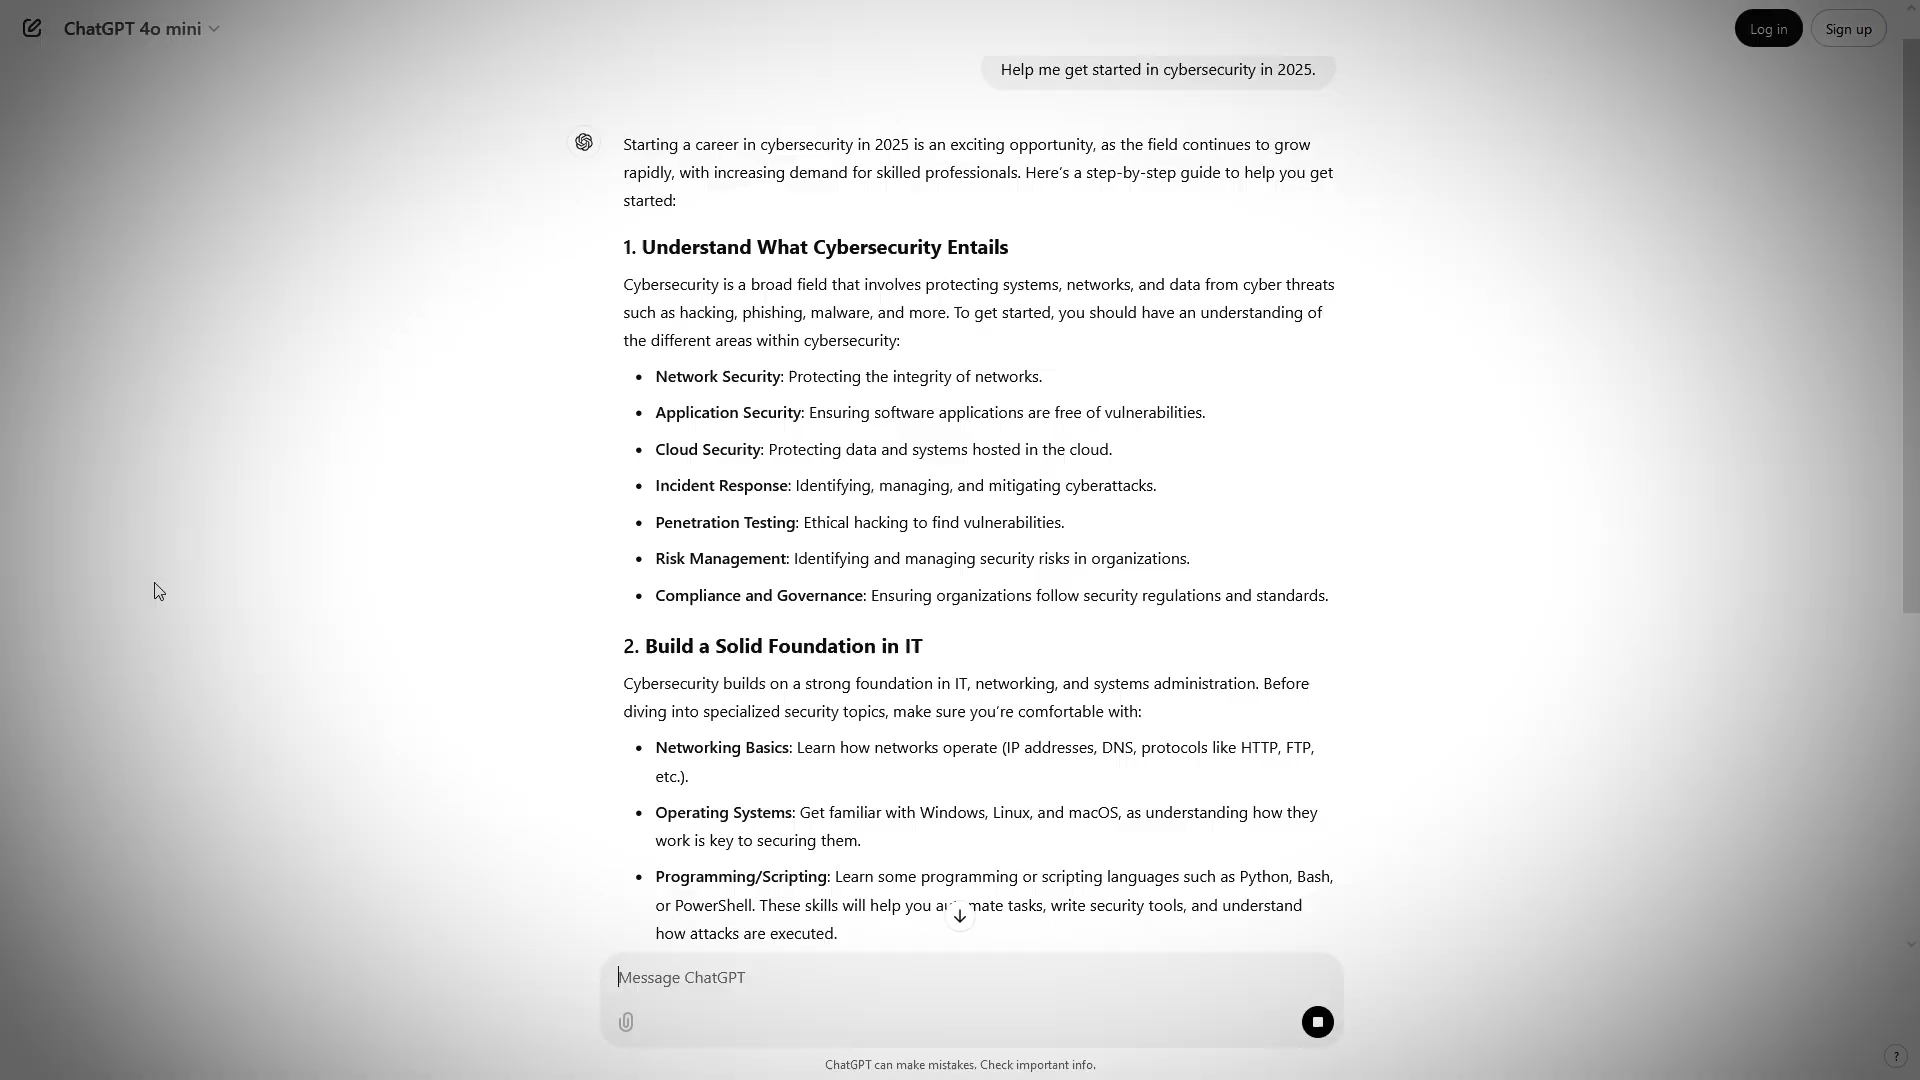 ChatGPT 4o mini
Log in
Sign up
Help me get started in cybersecurity in 2025.
Starting a career in cybersecurity in 2025 is an exciting opportunity, as the field continues to grow
rapidly, with increasing demand for skilled professionals. Here's a step-by-step guide to help you get
started:
1. Understand What Cybersecurity Entails
Cybersecurity is a broad field that involves protecting systems, networks, and data from cyber threats
such as hacking, phishing, malware, and more. To get started, you should have an understanding of
the different areas within cybersecurity:
• Network Security: Protecting the integrity of networks.
• Application Security: Ensuring software applications are free of vulnerabilities.
• Cloud Security: Protecting data and systems hosted in the cloud.
• Incident Response: Identifying, managing, and mitigating cyberattacks.
• Penetration Testing: Ethical hacking to find vulnerabilities.
• Risk Management: Identifying and managing security risks in organizations.
• Compliance and Governance: Ensuring organizations follow security regulations and standards.
2. Build a Solid Foundation in IT
Cybersecurity builds on a strong foundation in IT, networking, and systems administration. Before
diving into specialized security topics, make sure you're comfortable with:
• Networking Basics: Learn how networks operate (IP addresses, DNS, protocols like HTTP, FTP,
etc.).
• Operating Systems: Get familiar with Windows, Linux, and macOS, as understanding how they
work is key to securing them.
• Programming/Scripting: Learn some programming or scripting languages such as Python, Bash,
or PowerShell. These skills will help you automate tasks, write security tools, and understand
how attacks are executed.
Message ChatGPT
ChatGPT can make mistakes. Check important info.
?